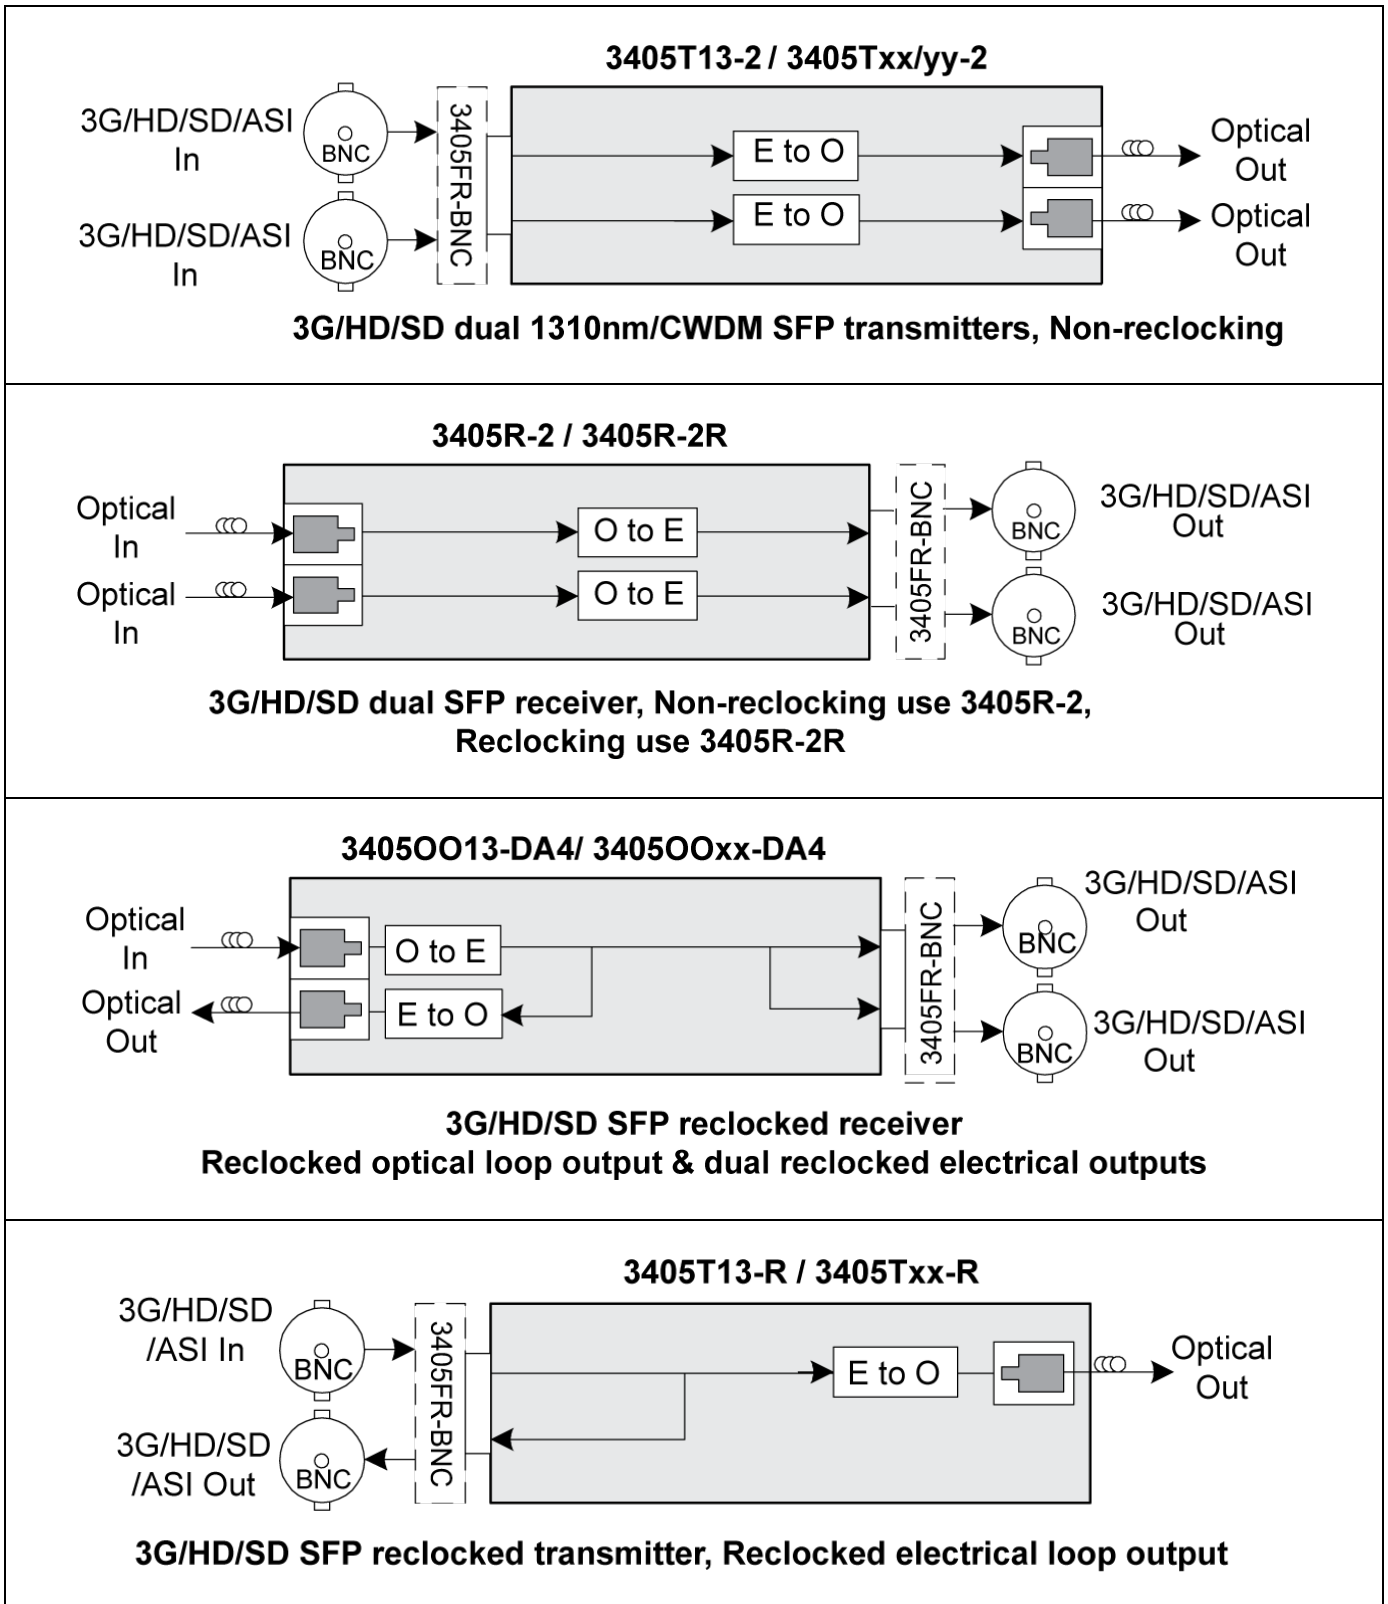 3405T13-2 / 3405Txx/yy-2
3G/HD/SD/ASI
In
BNC
3G/HD/SD/ASI
In
BNC
3405FR-BNC
E to O
E to O
Optical
Out
Optical
Out
3G/HD/SD dual 1310nm/CWDM SFP transmitters, Non-reclocking
3405R-2 / 3405R-2R
Optical
In
Optical
In
O to E
O to E
3405FR-BNC
BNC
3G/HD/SD/ASI
Out
BNC
3G/HD/SD/ASI
Out
3G/HD/SD dual SFP receiver, Non-reclocking use 3405R-2,
Reclocking use 3405R-2R
3405OO13-DA4/ 3405OOxx-DA4
Optical
In
Optical
Out
O to E
E to O
3405FR-BNC
BNC
3G/HD/SD/ASI
Out
BNC
3G/HD/SD/ASI
Out
3G/HD/SD SFP reclocked receiver
Reclocked optical loop output & dual reclocked electrical outputs
3405T13-R / 3405Txx-R
3G/HD/SD
/ASI In
BNC
3G/HD/SD
/ASI Out
BNC
3405FR-BNC
E to O
Optical
Out
3G/HD/SD SFP reclocked transmitter, Reclocked electrical loop output